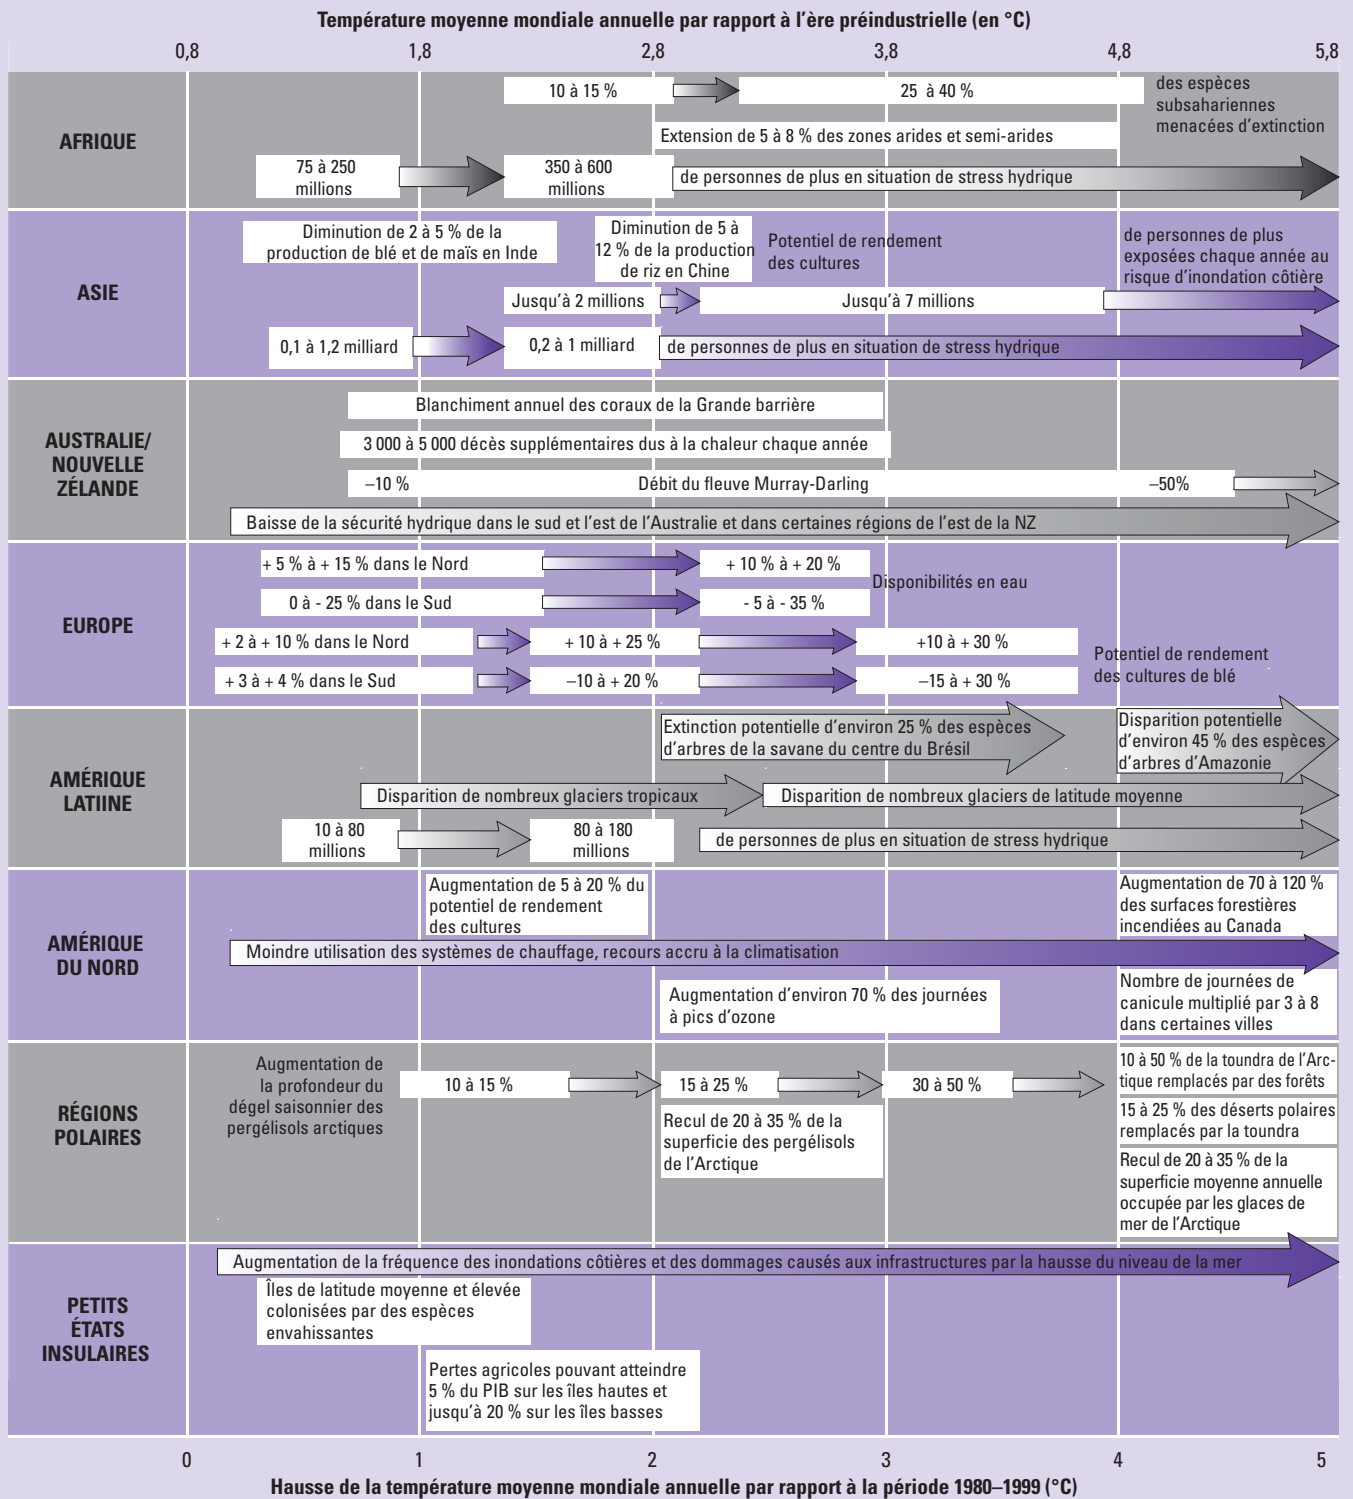 Température moyenne mondiale annuelle par rapport à l'ère préindustrielle (en °C)
0,8 1,8 2,8 3,8 4,8 5,8
AFRIQUE
10 à 15 %
25 à 40 %
des espèces
subsahariennes
menacées d'extinction
Extension de 5 à 8 % des zones arides et semi-arides
75 à 250
millions
350 à 600
millions
de personnes de plus en situation de stress hydrique
ASIE
Diminution de 2 à 5 % de la
production de blé et de maïs en Inde
Diminution de 5 à
12 % de la production
de riz en Chine
Potentiel de rendement
des cultures
de personnes de plus
exposées chaque année au
risque d'inondation côtière
Jusqu'à 2 millions
Jusqu'à 7 millions
0,1 à 1,2 milliard
0,2 à 1 milliard
de personnes de plus en situation de stress hydrique
AUSTRALIE/
NOUVELLE
ZÉLANDE
Blanchiment annuel des coraux de la Grande barrière
3 000 à 5 000 décès supplémentaires dus à la chaleur chaque année
–10 %
Débit du fleuve Murray-Darling
–50%
Baisse de la sécurité hydrique dans le sud et l'est de l'Australie et dans certaines régions de l'est de la NZ
EUROPE
+ 5 % à + 15 % dans le Nord
+ 10 % à + 20 %
Disponibilités en eau
0 à - 25 % dans le Sud
- 5 à - 35 %
+ 2 à + 10 % dans le Nord
+ 10 à + 25 %
+10 à + 30 %
Potentiel de rendement
des cultures de blé
+ 3 à + 4 % dans le Sud
–10 à + 20 %
–15 à + 30 %
AMÉRIQUE
LATIINE
Extinction potentielle d'environ 25 % des espèces
d'arbres de la savane du centre du Brésil
Disparition potentielle
d'environ 45 % des espèces
d'arbres d'Amazonie
Disparition de nombreux glaciers tropicaux
Disparition de nombreux glaciers de latitude moyenne
10 à 80
millions
80 à 180
millions
de personnes de plus en situation de stress hydrique
AMÉRIQUE
DU NORD
Augmentation de 5 à 20 % du
potentiel de rendement
des cultures
Augmentation de 70 à 120 %
des surfaces forestières
incendiées au Canada
Moindre utilisation des systèmes de chauffage, recours accru à la climatisation
Augmentation d'environ 70 % des journées
à pics d'ozone
Nombre de journées de
canicule multiplié par 3 à 8
dans certaines villes
RÉGIONS
POLAIRES
Augmentation de
la profondeur du
dégel saisonnier des
pergélisols arctiques
10 à 15 %
15 à 25 %
30 à 50 %
Recul de 20 à 35 % de la
superficie des pergélisols
de l'Arctique
10 à 50 % de la toundra de l'Arc-
tique remplacés par des forêts
15 à 25 % des déserts polaires
remplacés par la toundra
Recul de 20 à 35 % de la
superficie moyenne annuelle
occupée par les glaces de
mer de l'Arctique
PETITS
ÉTATS
INSULAIRES
Augmentation de la fréquence des inondations côtières et des dommages causés aux infrastructures par la hausse du niveau de la mer
Îles de latitude moyenne et élevée
colonisées par des espèces
envahissantes
Pertes agricoles pouvant atteindre
5 % du PIB sur les îles hautes et
jusqu'à 20 % sur les îles basses
0 1 2 3 4 5
Hausse de la température moyenne mondiale annuelle par rapport à la période 1980–1999 (°C)